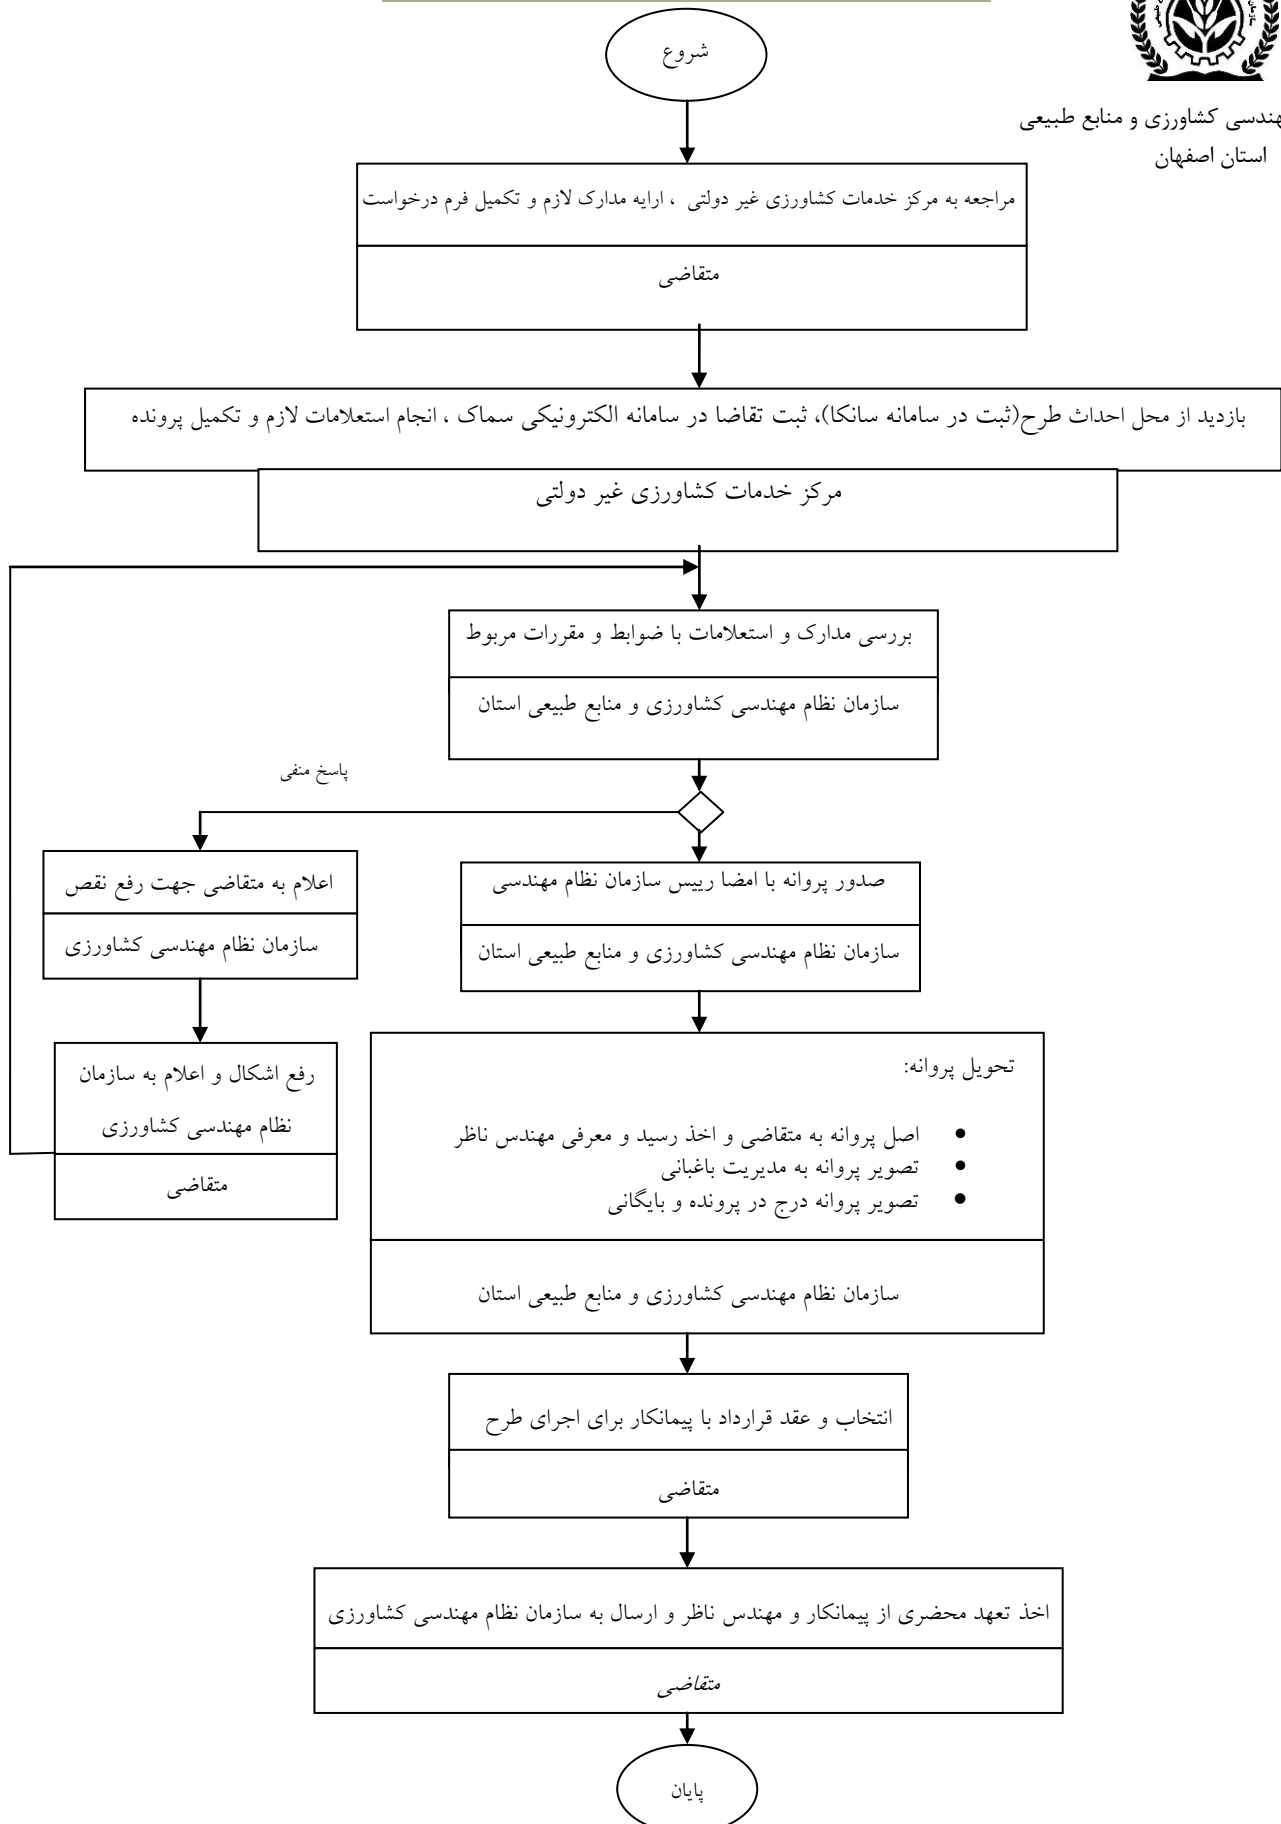 شروع
هندسی کشاورزی و منابع طبیعی
استان اصفهان
مراجعه به مرکز خدمات کشاورزی غیر دولتی ، ارایه مدارک لازم و تکمیل فرم درخواست
متقاضی
بازدید از محل احداث طرح(ثبت در سامانه سانکا)، ثبت تقاضا در سامانه الکترونیکی سماک ، انجام استعلامات لازم و تکمیل پرونده
مرکز خدمات کشاورزی غیر دولتی
بررسی مدارک و استعلامات با ضوابط و مقررات مربوط
سازمان نظام مهندسی کشاورزی و منابع طبیعی استان
پاسخ منفی
اعلام به متقاضی جهت رفع نقص
سازمان نظام مهندسی کشاورزی
رفع اشکال و اعلام به سازمان
نظام مهندسی کشاورزی
متقاضی
صدور پروانه با امضا رییس سازمان نظام مهندسی
سازمان نظام مهندسی کشاورزی و منابع طبیعی استان
تحویل پروانه:
• اصل پروانه به متقاضی و اخذ رسید و معرفی مهندس ناظر
• تصویر پروانه به مدیریت باغبانی
• تصویر پروانه درج در پرونده و بایگانی
سازمان نظام مهندسی کشاورزی و منابع طبیعی استان
انتخاب و عقد قرارداد با پیمانکار برای اجرای طرح
متقاضی
اخذ تعهد محضری از پیمانکار و مهندس ناظر و ارسال به سازمان نظام مهندسی کشاورزی
متقاضی
پایان